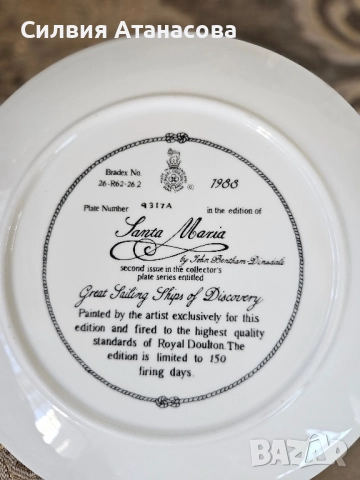 Силвия Атанасова
Bradex No.
26-R62-26.2
© 1988
Plate Number 4317A in the edition of
Santa Maria
by John Bentham-Dinsdale
second issue in the collector's
plate series entitled
Great Sailing Ships of Discovery
Painted by the artist exclusively for this
edition and fired to the highest quality
standards of Royal Doulton. The
edition is limited to 150
firing days.
BAZAR.bg